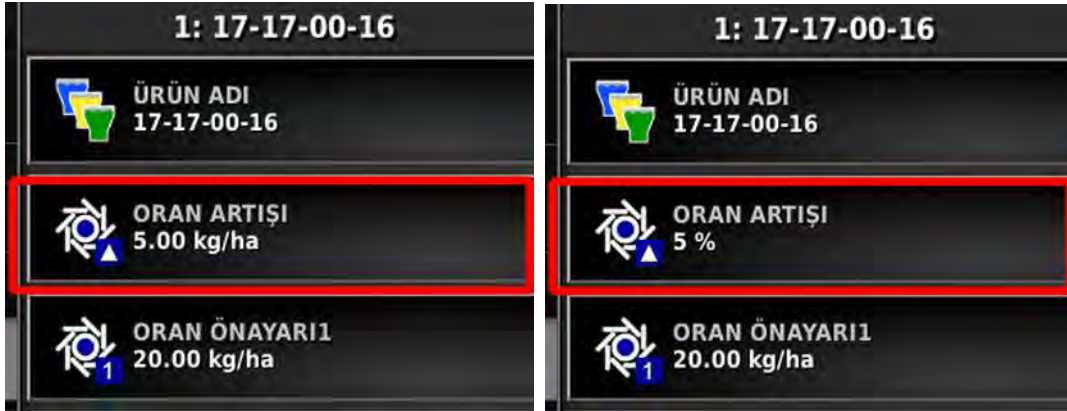 1: 17-17-00-16
ÜRÜN ADI
17-17-00-16
ORAN ARTIŞI
5.00 kg/ha
ORAN ÖNAYARI1
20.00 kg/ha
1
1: 17-17-00-16
ÜRÜN ADI
17-17-00-16
ORAN ARTIŞI
5 %
ORAN ÖNAYARI1
20.00 kg/ha
1